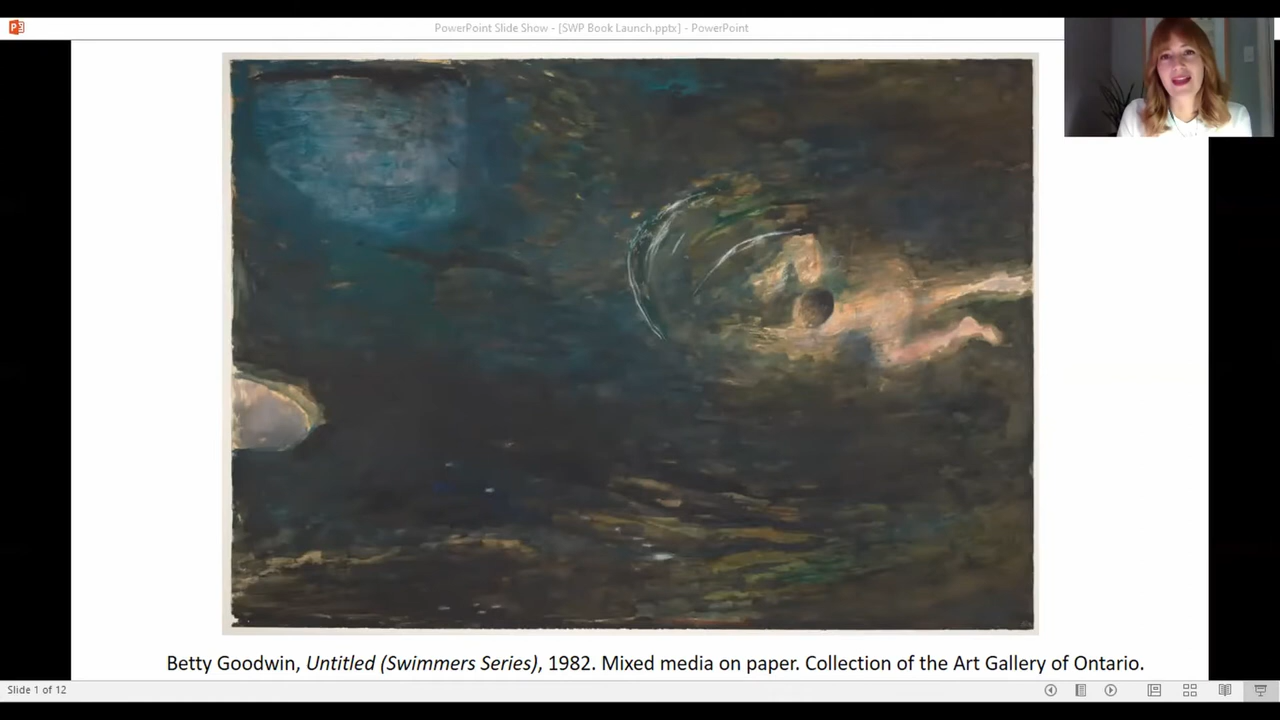 PowerPoint Slide Show - [SWP Book Launch.pptx] - PowerPoint
Betty Goodwin, Untitled (Swimmers Series), 1982. Mixed media on paper. Collection of the Art Gallery of Ontario.
Slide 1 of 12